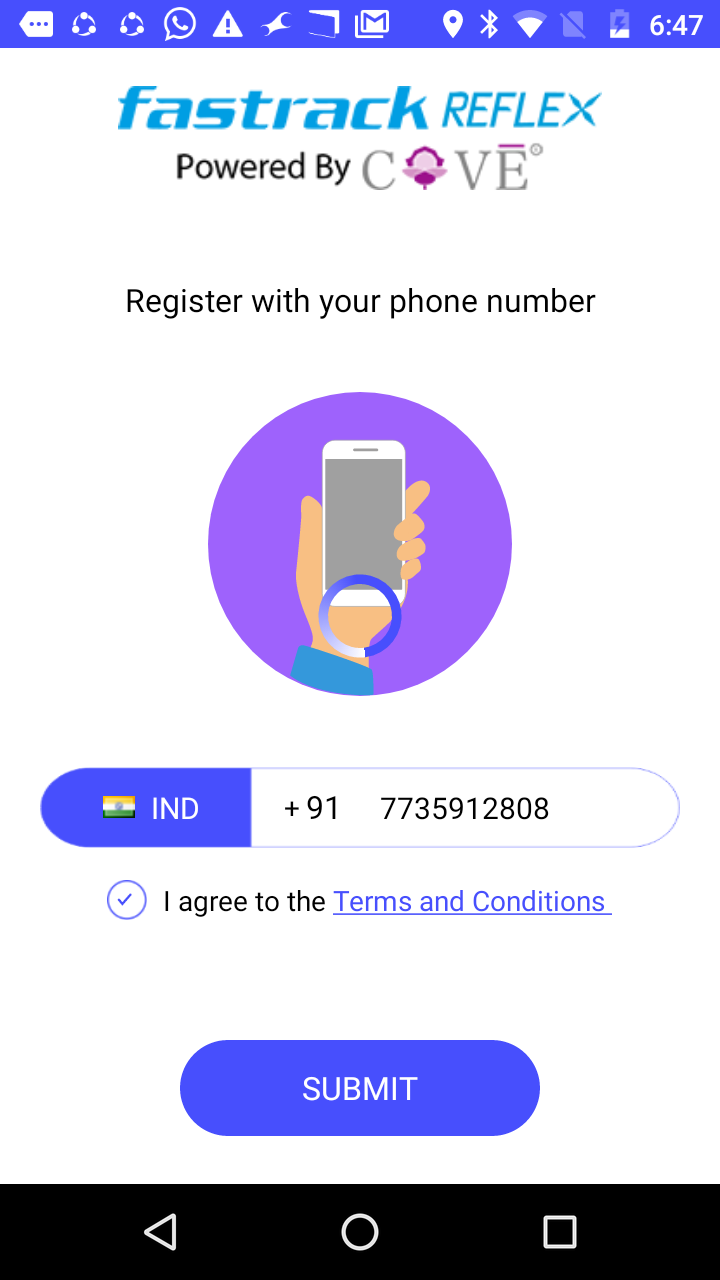 6:47
fastrack REFLEX
Powered By COVE®
Register with your phone number
IND + 91 7735912808
I agree to the Terms and Conditions
SUBMIT